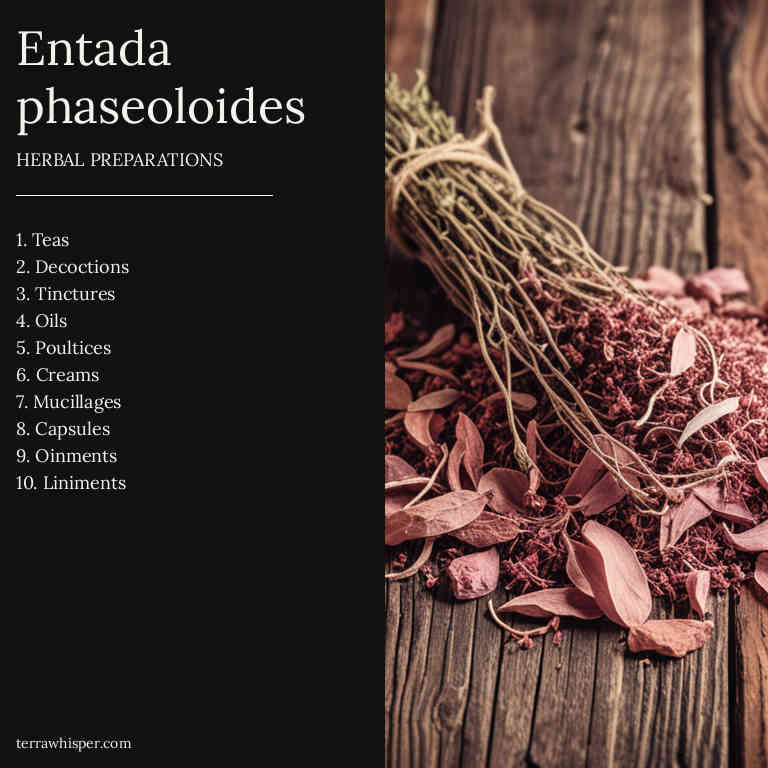 Entada
phaseoloides
HERBAL PREPARATIONS
1. Teas
2. Decoctions
3. Tinctures
4. Oils
5. Poultices
6. Creams
7. Mucillages
8. Capsules
9. Oinments
10. Liniments
terrawhisper.com